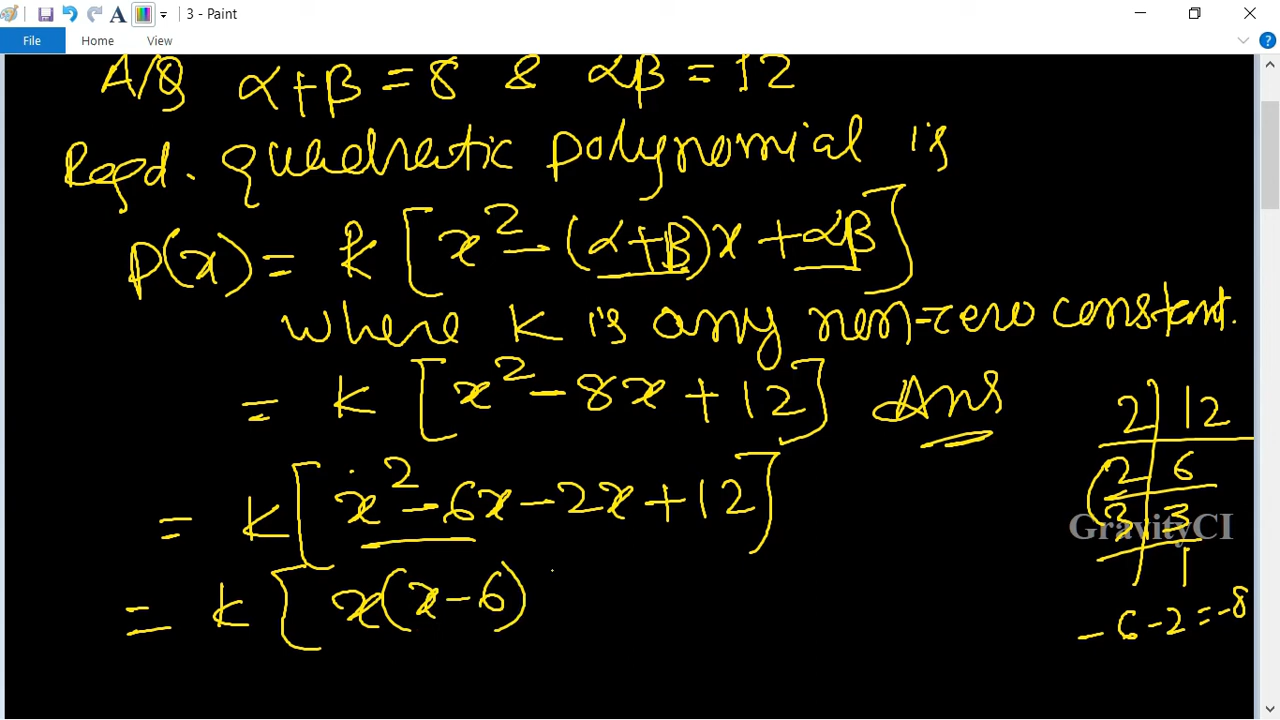 3 - Paint
File Home View
A/Q α+β = 8 & αβ = 12
Reqd. quadratic polynomial is
P(x) = k [x² - (α+β)x + αβ]
where k is any non-zero constant.
= k [x² - 8x + 12] Ans
= k [x² - 6x - 2x + 12]
= k [x(x - 6)
2 | 12
2 | 6
3 | 3
| 1
- 6 - 2 = - 8
GravityCI